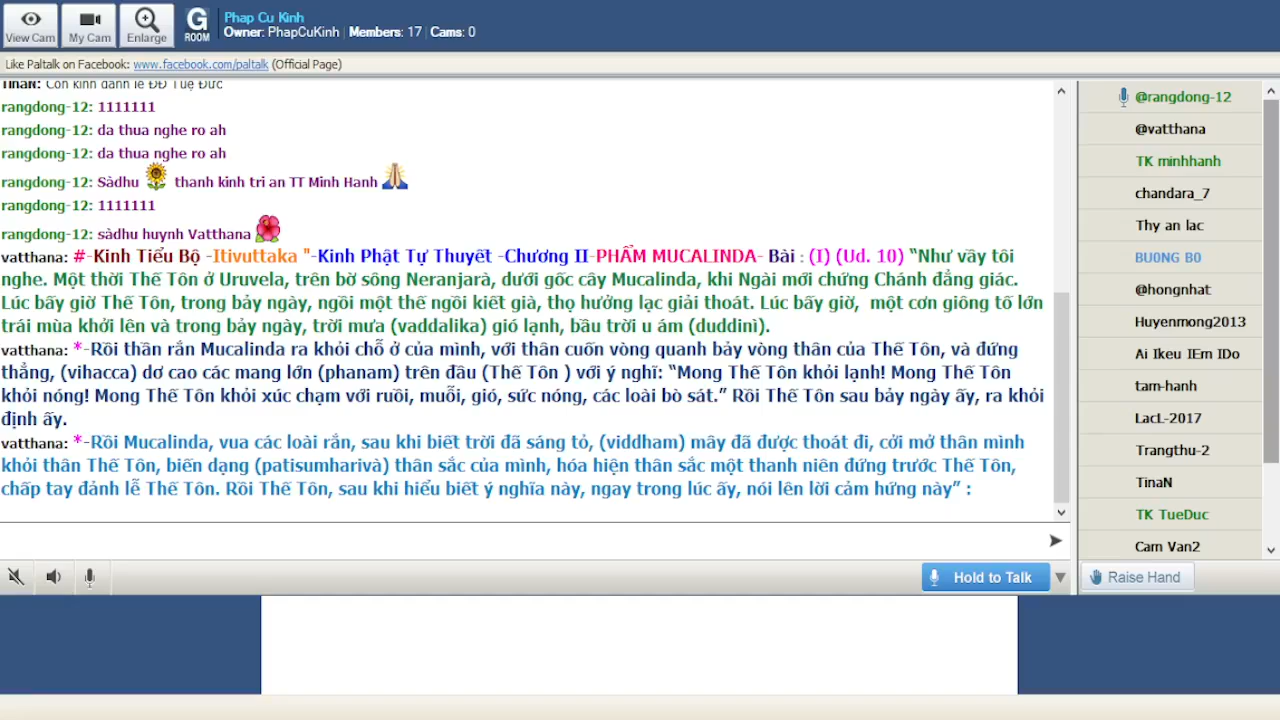 Phap Cu Kinh
Owner: PhapCuKinh | Members: 17 | Cams: 0
View Cam
My Cam
Enlarge
G
ROOM
Like Paltalk on Facebook: www.facebook.com/paltalk (Official Page)
TinaN: Con kính đảnh lễ ĐĐ Tuệ Đức
rangdong-12: 1111111
rangdong-12: da thua nghe ro ah
rangdong-12: da thua nghe ro ah
rangdong-12: Sàdhu thanh kinh tri an TT Minh Hanh
rangdong-12: 1111111
rangdong-12: sàdhu huynh Vatthana
vatthana: #-Kinh Tiểu Bộ -Itivuttaka "-Kinh Phật Tự Thuyết -Chương II-PHẨM MUCALINDA- Bài : (I) (Ud. 10) “Như vầy tôi
nghe. Một thời Thế Tôn ở Uruvela, trên bờ sông Neranjarà, dưới gốc cây Mucalinda, khi Ngài mới chứng Chánh đẳng giác.
Lúc bấy giờ Thế Tôn, trong bảy ngày, ngồi một thế ngồi kiết già, thọ hưởng lạc giải thoát. Lúc bấy giờ, một cơn giông tố lớn
trái mùa khởi lên và trong bảy ngày, trời mưa (vaddalika) gió lạnh, bầu trời u ám (duddinì).
vatthana: *-Rồi thần rắn Mucalinda ra khỏi chỗ ở của mình, với thân cuốn vòng quanh bảy vòng thân của Thế Tôn, và đứng
thẳng, (vihacca) dơ cao các mang lớn (phanam) trên đầu (Thế Tôn ) với ý nghĩ: “Mong Thế Tôn khỏi lạnh! Mong Thế Tôn
khỏi nóng! Mong Thế Tôn khỏi xúc chạm với ruồi, muỗi, gió, sức nóng, các loài bò sát.” Rồi Thế Tôn sau bảy ngày ấy, ra khỏi
định ấy.
vatthana: *-Rồi Mucalinda, vua các loài rắn, sau khi biết trời đã sáng tỏ, (viddham) mây đã được thoát đi, cởi mở thân mình
khỏi thân Thế Tôn, biến dạng (patisumharivà) thân sắc của mình, hóa hiện thân sắc một thanh niên đứng trước Thế Tôn,
chấp tay đảnh lễ Thế Tôn. Rồi Thế Tôn, sau khi hiểu biết ý nghĩa này, ngay trong lúc ấy, nói lên lời cảm hứng này” :
@rangdong-12
@vatthana
TK minhhanh
chandara_7
Thy an lac
BU0NG B0
@hongnhat
Huyenmong2013
Ai Ikeu IEm IDo
tam-hanh
LacL-2017
Trangthu-2
TinaN
TK TueDuc
Cam Van2
Hold to Talk
Raise Hand